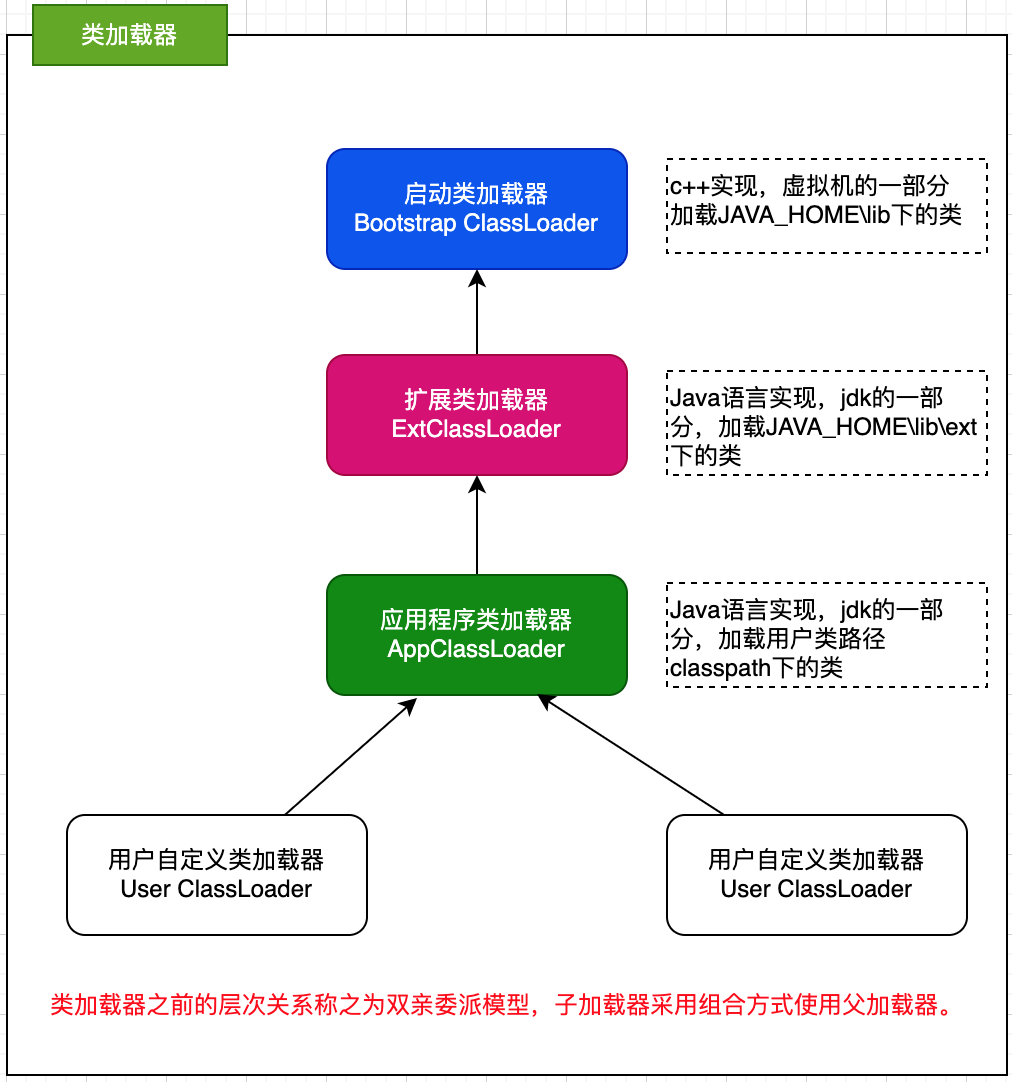 类加载器
启动类加载器
Bootstrap ClassLoader
c++实现，虚拟机的一部分
加载JAVA_HOME\lib下的类
扩展类加载器
ExtClassLoader
Java语言实现，jdk的一部
分，加载JAVA_HOME\lib\ext
下的类
应用程序类加载器
AppClassLoader
Java语言实现，jdk的一部
分，加载用户类路径
classpath下的类
用户自定义类加载器
User ClassLoader
用户自定义类加载器
User ClassLoader
类加载器之前的层次关系称之为双亲委派模型，子加载器采用组合方式使用父加载器。